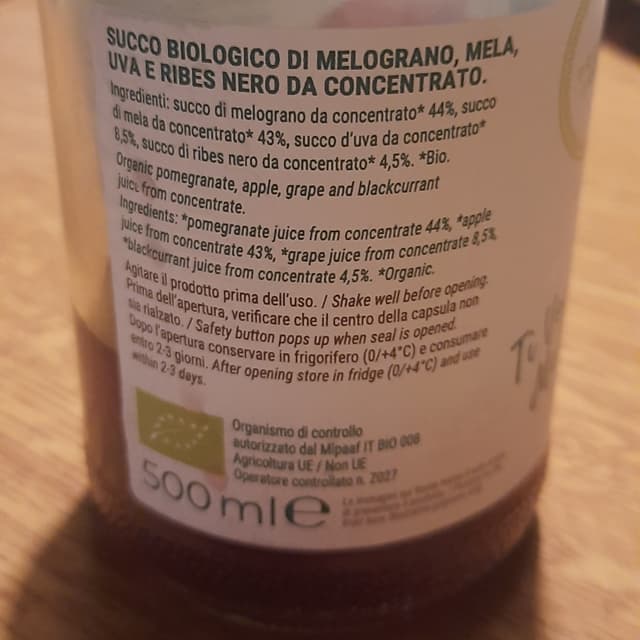 SUCCO BIOLOGICO DI MELOGRANO, MELA,
UVA E RIBES NERO DA CONCENTRATO.
Ingredienti: succo di melograno da concentrato* 44%, succo
di mela da concentrato* 43%, succo d'uva da concentrato*
8,5%, succo di ribes nero da concentrato* 4,5%. *Bio.
Organic pomegranate, apple, grape and blackcurrant
juice from concentrate.
Ingredients: *pomegranate juice from concentrate 44%, *apple
juice from concentrate 43%, *grape juice from concentrate 8,5%,
*blackcurrant juice from concentrate 4,5%. *Organic.
Agitare il prodotto prima dell'uso. / Shake well before opening.
Prima dell'apertura, verificare che il centro della capsula non
sia rialzato. / Safety button pops up when seal is opened.
Dopo l'apertura conservare in frigorifero (0/+4°C) e consumare
entro 2-3 giorni. After opening store in fridge (0/+4°C) and use
within 2-3 days.
Organismo di controllo
autorizzato dal Mipaaf IT BIO 006
Agricoltura UE / Non UE
Operatore controllato n. 2027
500 ml e